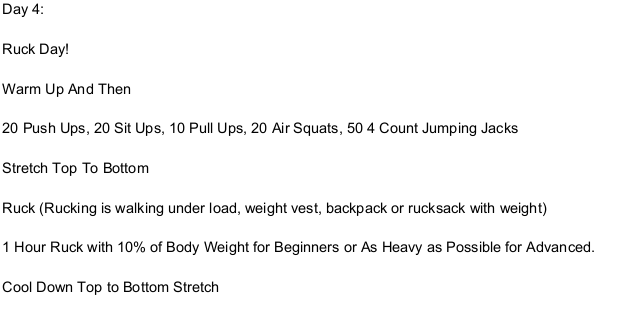 Day 4:
Ruck Day!
Warm Up And Then
20 Push Ups, 20 Sit Ups, 10 Pull Ups, 20 Air Squats, 50 4 Count Jumping Jacks
Stretch Top To Bottom
Ruck (Rucking is walking under load, weight vest, backpack or rucksack with weight)
1 Hour Ruck with 10% of Body Weight for Beginners or As Heavy as Possible for Advanced.
Cool Down Top to Bottom Stretch